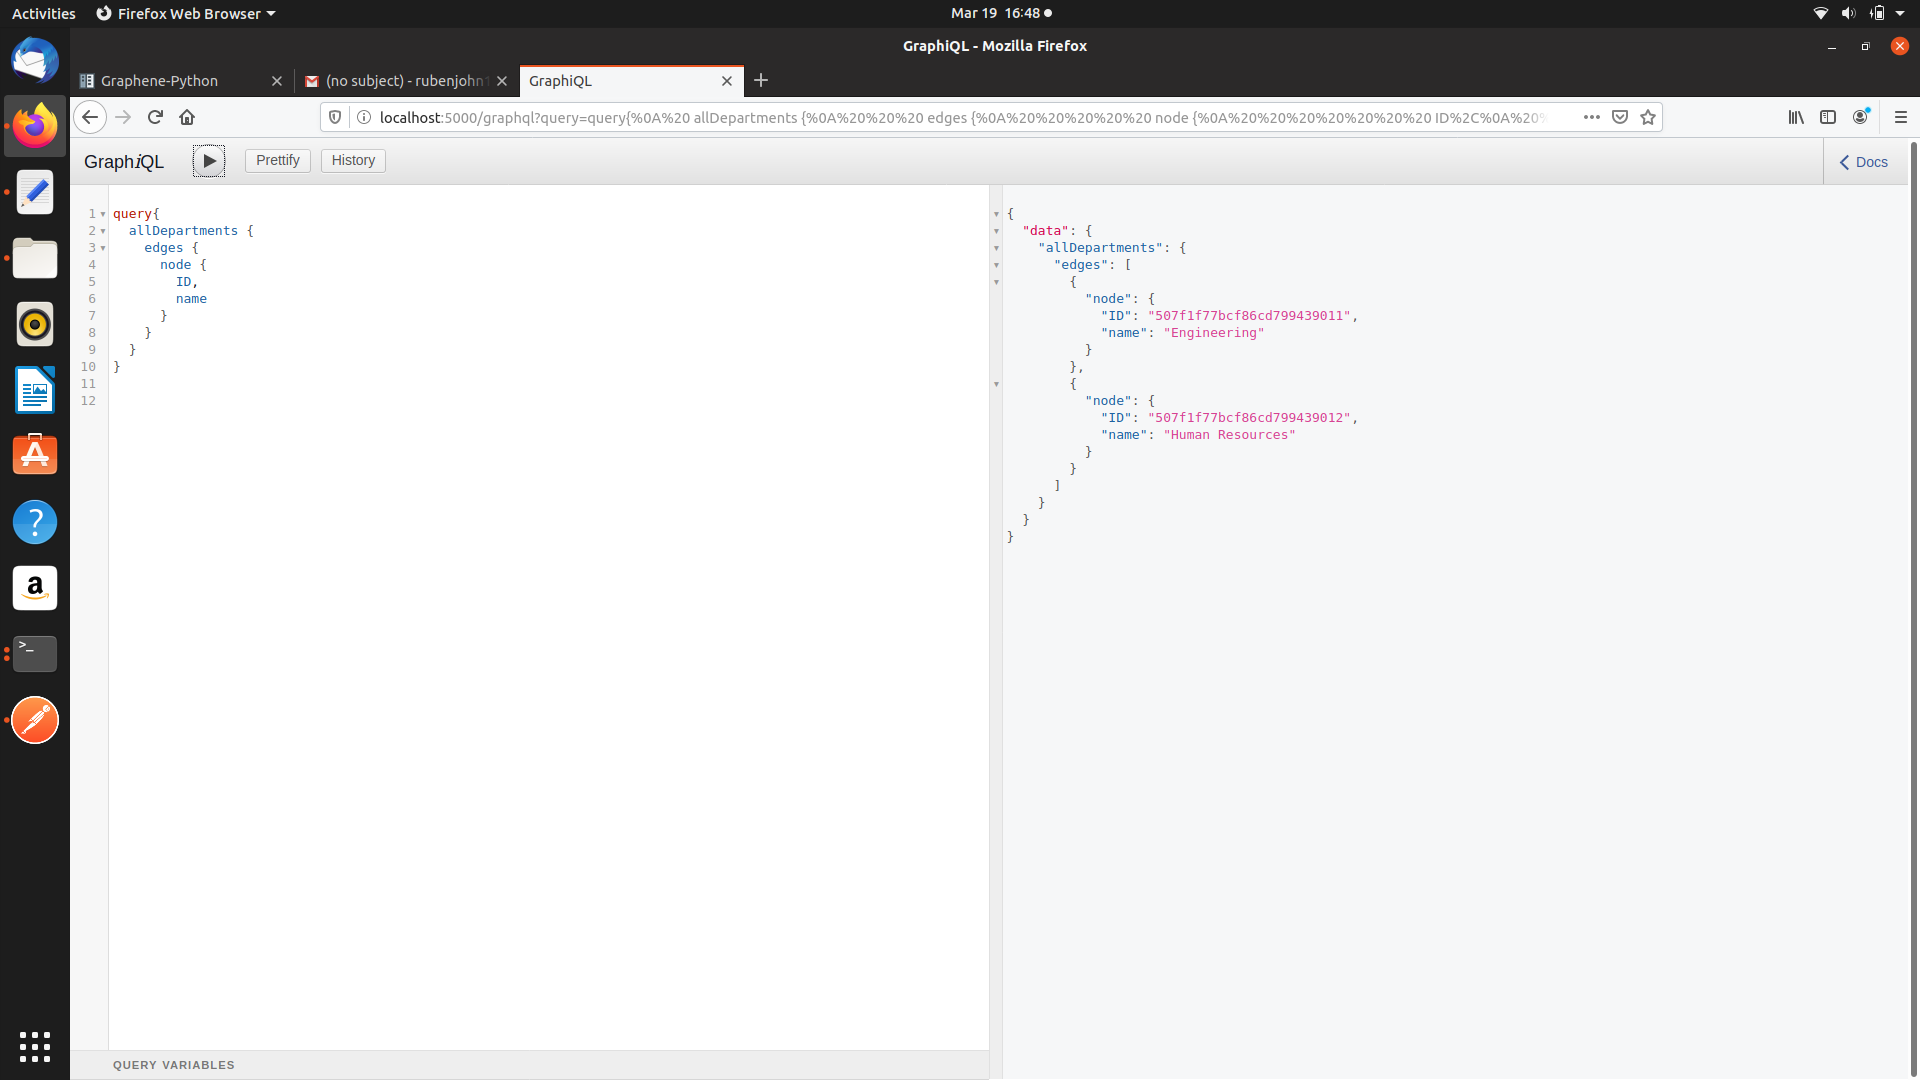 Activities
Firefox Web Browser
Mar 19 16:48
GraphiQL - Mozilla Firefox
Graphene-Python
(no subject) - rubenjohn
GraphiQL
localhost:5000/graphql?query=query{%0A%20 allDepartments {%0A%20%20%20 edges {%0A%20%20%20%20%20 node {%0A%20%20%20%20%20%20%20 ID%2C%0A%20%
GraphiQL
Prettify
History
Docs
1 query{
2 allDepartments {
3 edges {
4 node {
5 ID,
6 name
7 }
8 }
9 }
10 }
11
12
{
"data": {
"allDepartments": {
"edges": [
{
"node": {
"ID": "507f1f77bcf86cd799439011",
"name": "Engineering"
}
},
{
"node": {
"ID": "507f1f77bcf86cd799439012",
"name": "Human Resources"
}
}
]
}
}
}
?
a
>_
QUERY VARIABLES